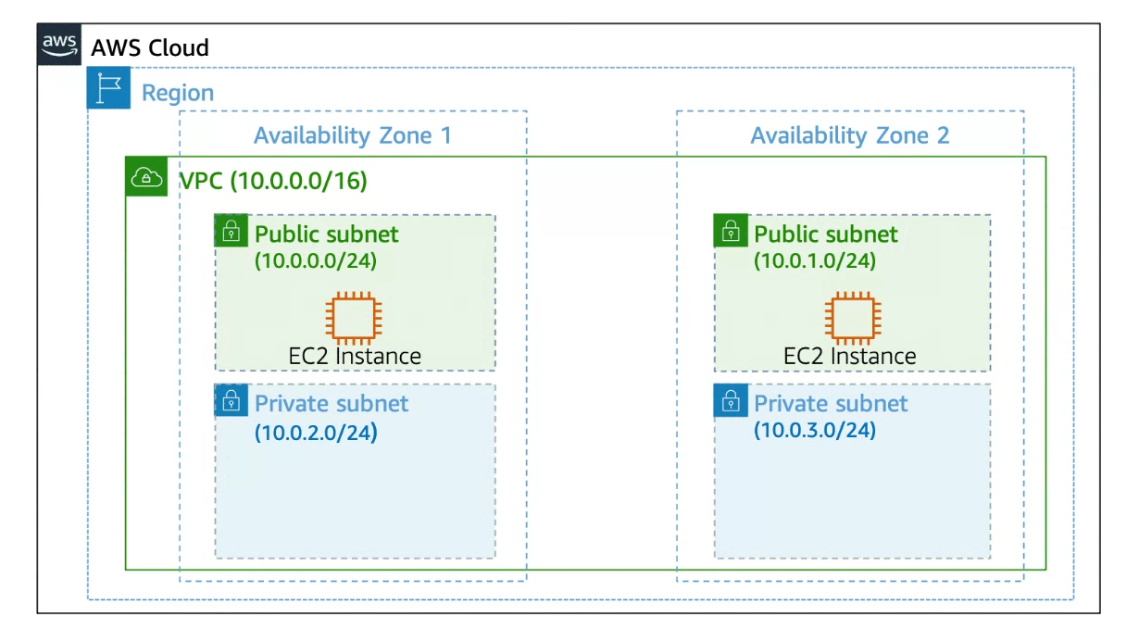 aws
AWS Cloud
Region
Availability Zone 1
Availability Zone 2
VPC (10.0.0.0/16)
Public subnet
(10.0.0.0/24)
EC2 Instance
Public subnet
(10.0.1.0/24)
EC2 Instance
Private subnet
(10.0.2.0/24)
Private subnet
(10.0.3.0/24)